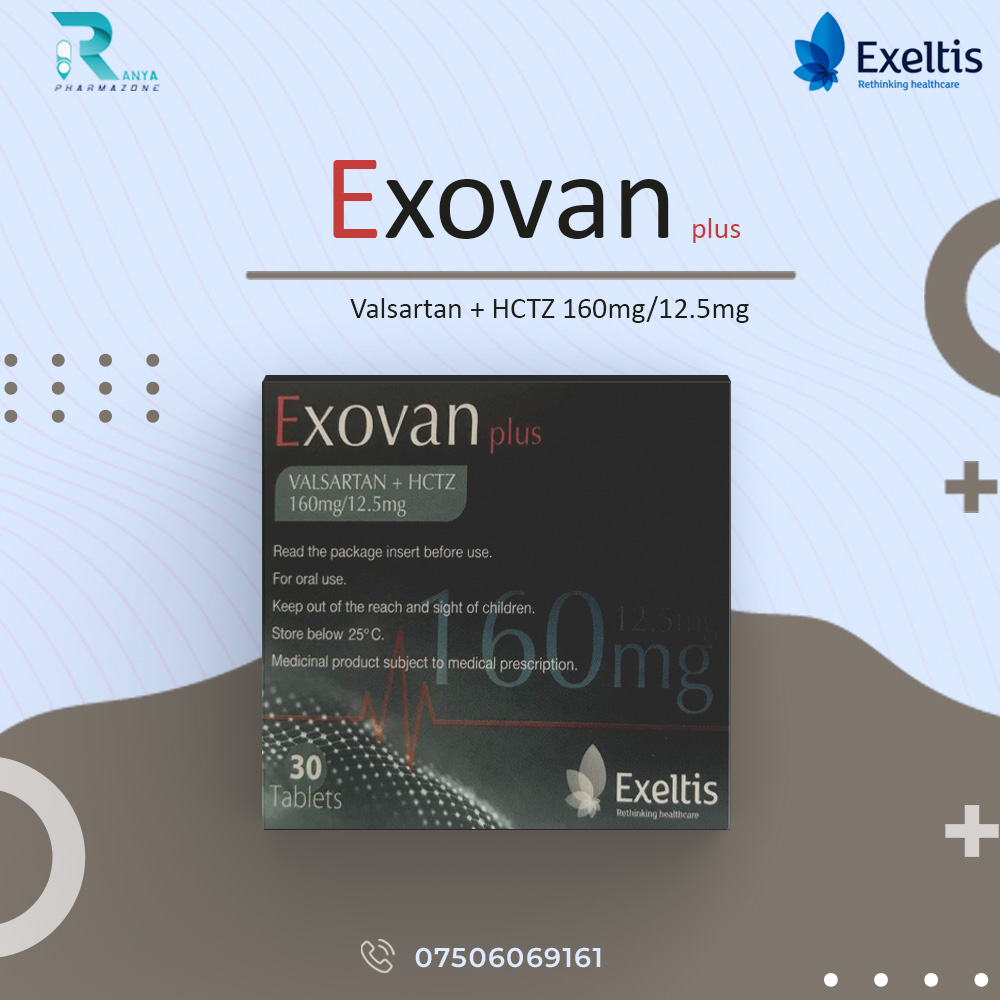 RANYA
PHARMAZONE
Exeltis
Rethinking healthcare
Exovan plus
Valsartan + HCTZ 160mg/12.5mg
Exovan plus
VALSARTAN + HCTZ
160mg/12.5mg
Read the package insert before use.
For oral use.
Keep out of the reach and sight of children.
Store below 25°C.
Medicinal product subject to medical prescription.
160mg
12.5mg
30
Tablets
Exeltis
Rethinking healthcare
07506069161